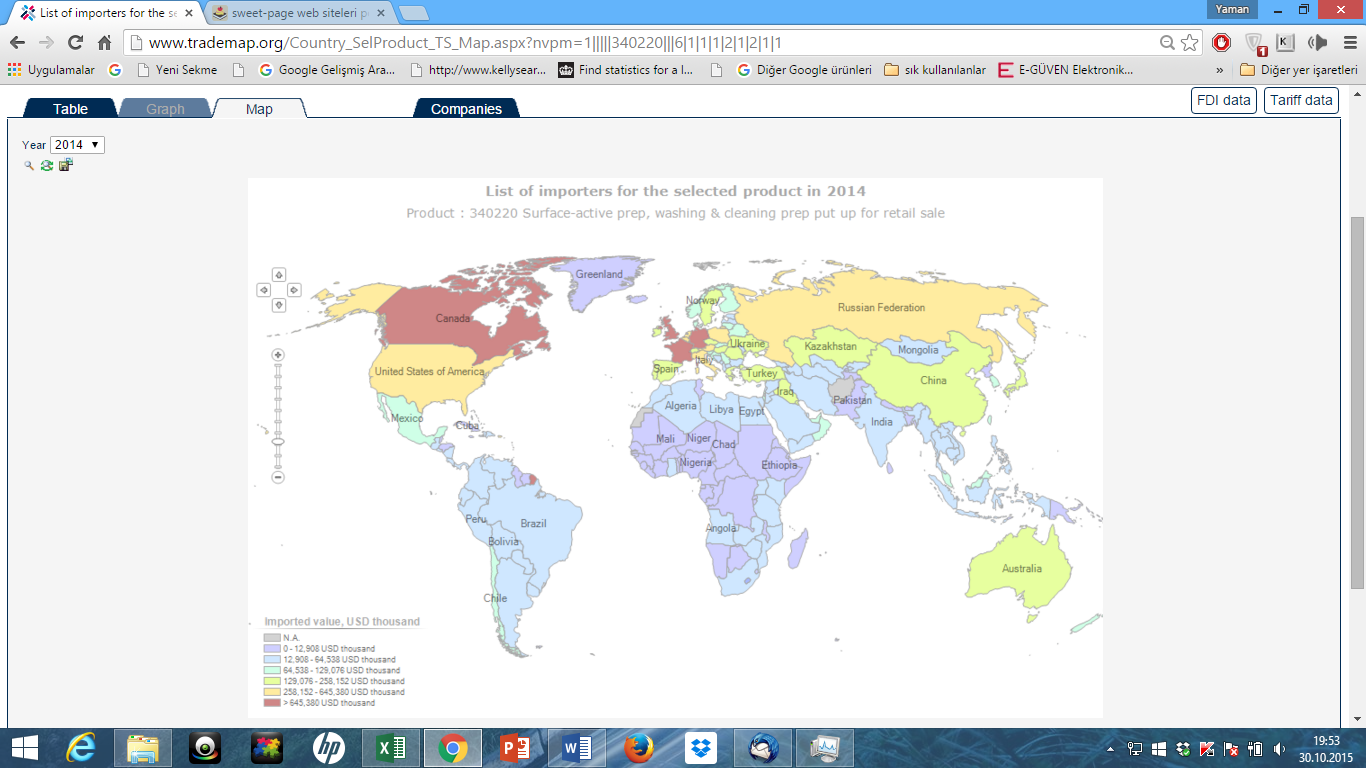 List of importers for the se
sweet-page web siteleri p
Yaman
www.trademap.org/Country_SelProduct_TS_Map.aspx?nvpm=1|||||340220|||6|1|1|1|2|1|2|1|1
Uygulamalar
Yeni Sekme
Google Gelişmiş Ara...
http://www.kellysear...
Find statistics for a l...
Diğer Google ürünleri
sık kullanılanlar
E-GÜVEN Elektronik...
»
Diğer yer işaretleri
Table
Graph
Map
Companies
FDI data
Tariff data
Year 2014
List of importers for the selected product in 2014
Product : 340220 Surface-active prep, washing & cleaning prep put up for retail sale
Greenland
Norway
Russian Federation
Canada
Ukraine
Kazakhstan
Mongolia
Italy
Spain
Turkey
United States of America
China
Iraq
Pakistan
Algeria
Libya
Egypt
Mexico
Cuba
India
Mali
Niger
Chad
Nigeria
Ethiopia
Peru
Brazil
Angola
Bolivia
Australia
Chile
Imported value, USD thousand
N.A.
0 - 12,908 USD thousand
12,908 - 64,538 USD thousand
64,538 - 129,076 USD thousand
129,076 - 258,152 USD thousand
258,152 - 645,380 USD thousand
> 645,380 USD thousand
19:53
30.10.2015